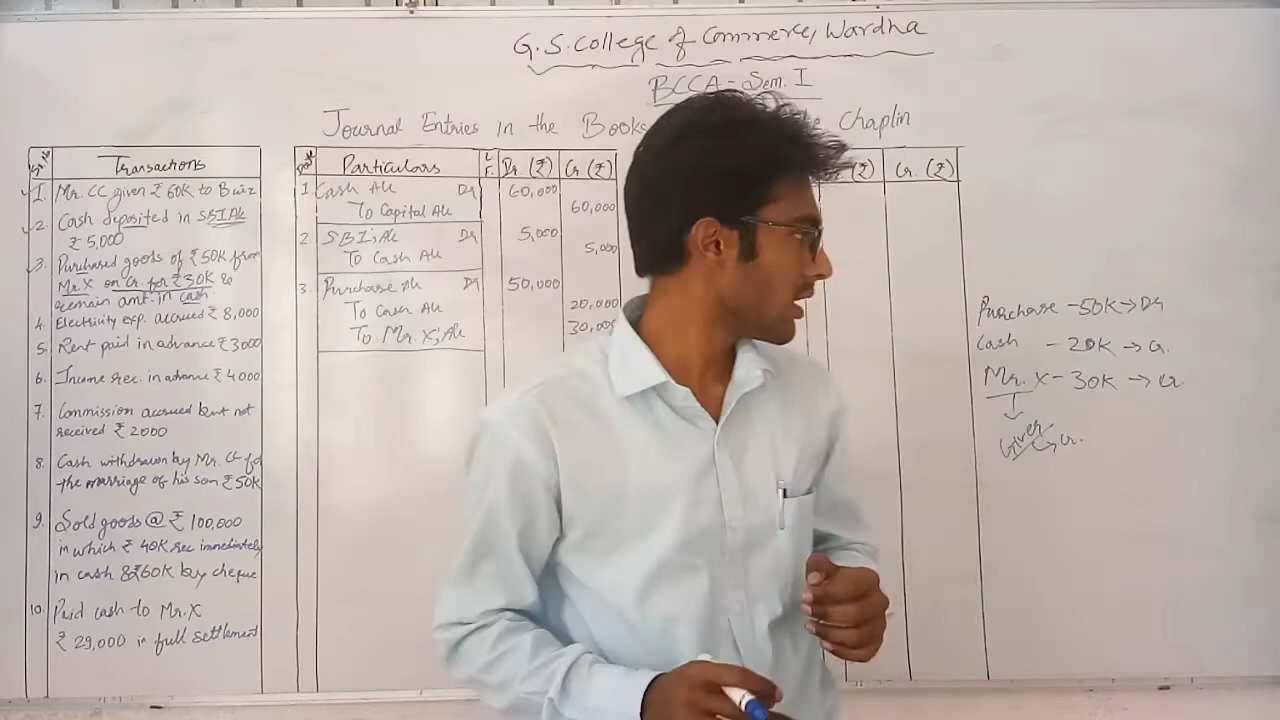 G.S. College of Commerce, Wardha
BCCA - Sem. I
Journal Entries in the Books Chaplin
Sr. No. Transactions
1. Mr. CC given ₹ 60K to Buiz
2. Cash deposited in SBI A/c
₹ 5,000
3. Purchased goods of ₹ 50K from
Mr. X on Cr. for ₹ 30K &
remain amt. in cash
4. Electricity exp. accrued ₹ 8,000
5. Rent paid in advance ₹ 3000
6. Income rec. in advance ₹ 4000
7. Commission accrued but not
received ₹ 2000
8. Cash withdrawn by Mr. CC for
the marriage of his son ₹ 50K
9. Sold goods @ ₹ 100,000
in which ₹ 40K rec immediately
in cash & ₹60K by cheque
10. Paid cash to Mr. X
₹ 29,000 in full settlement
Date Particulars L.F. Dr. (₹) Cr. (₹)
1 Cash A/c Dr 60,000
To Capital A/c 60,000
2 SBI's A/c Dr 5,000
To Cash A/c 5,000
3. Purchase A/c Dr 50,000
To Cash A/c 20,000
To Mr. X's A/c 30,000
(₹) Cr. (₹)
Purchase - 50K → Dr
Cash - 20K → Cr.
Mr. X - 30K → Cr
Giver
→ Cr.